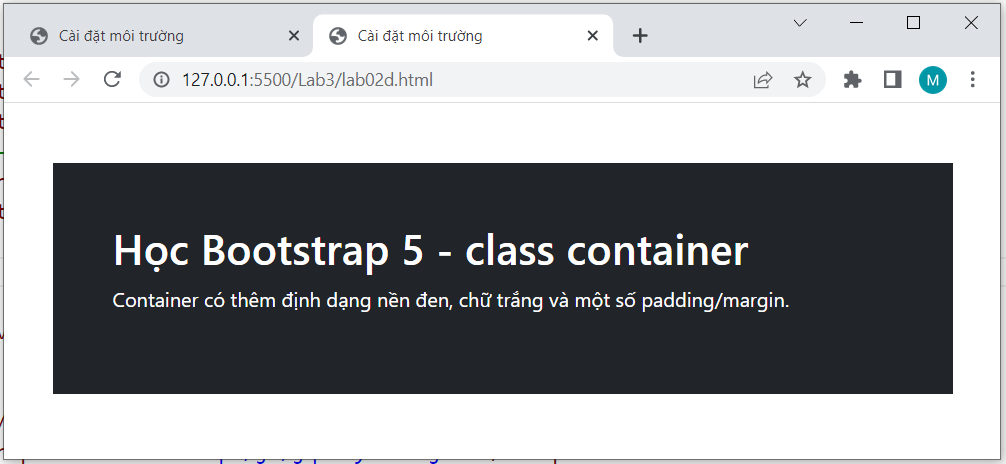 Cài đặt môi trường
Cài đặt môi trường
127.0.0.1:5500/Lab3/lab02d.html
M
Học Bootstrap 5 - class container
Container có thêm định dạng nền đen, chữ trắng và một số padding/margin.